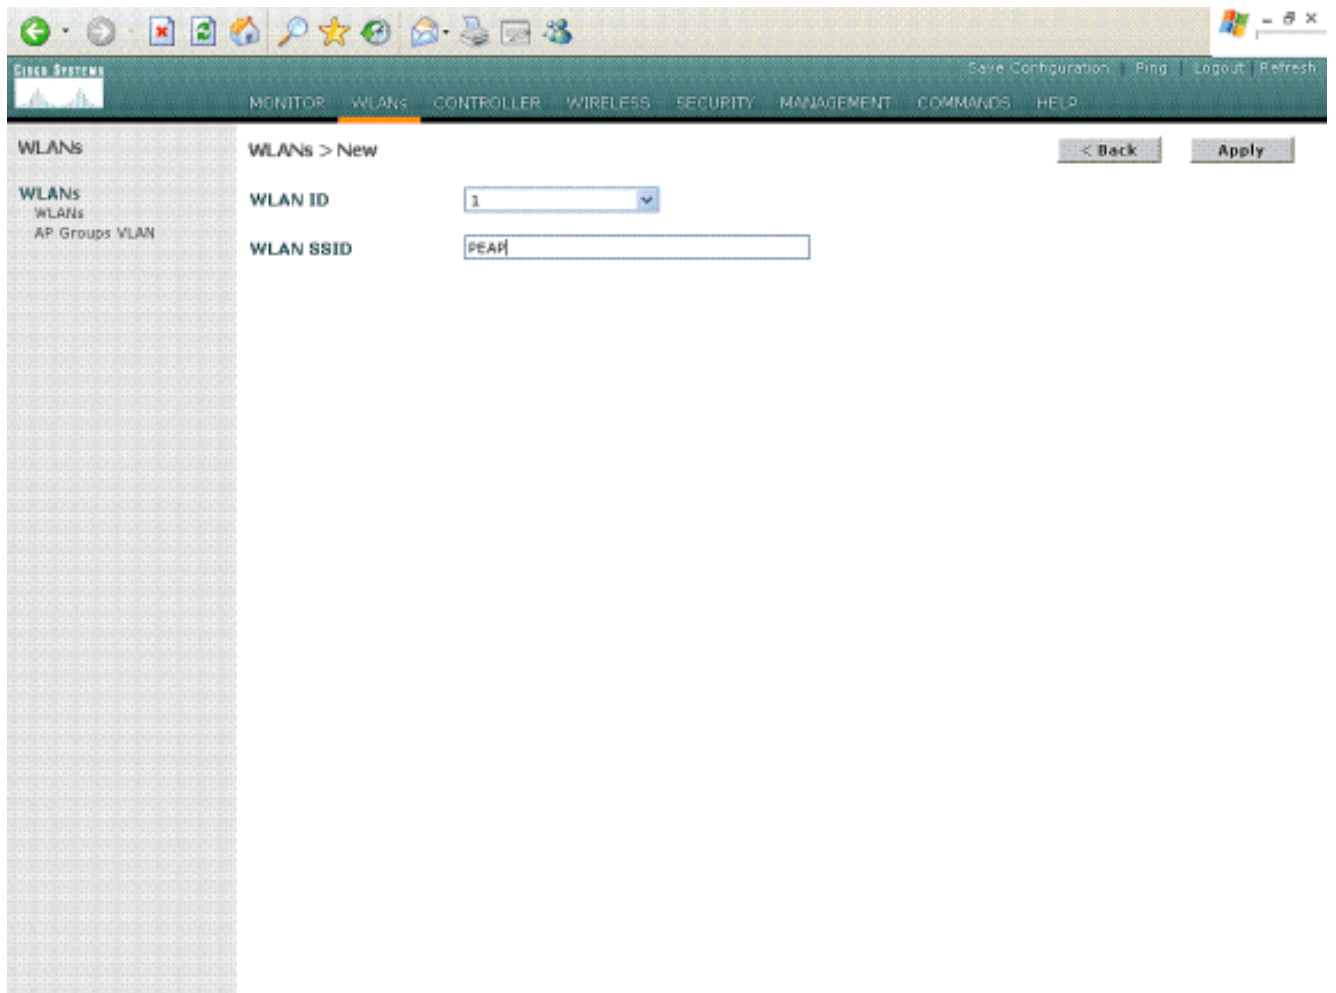 Save Configuration | Ping | Logout | Refresh
CISCO SYSTEMS
MONITOR WLANs CONTROLLER WIRELESS SECURITY MANAGEMENT COMMANDS HELP
WLANs
WLANs
WLANs
AP Groups VLAN
WLANs > New
< Back
Apply
WLAN ID
1
WLAN SSID
PEAP